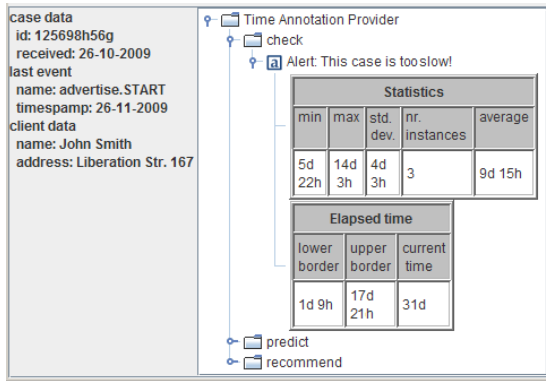 case data
id: 125698h56g
received: 26-10-2009
last event
name: advertise.START
timespamp: 26-11-2009
client data
name: John Smith
address: Liberation Str. 167
Time Annotation Provider
check
a Alert: This case is too slow!
Statistics
min max std. dev. nr. instances average
5d 22h 14d 3h 4d 3h 3 9d 15h
Elapsed time
lower border upper border current time
1d 9h 17d 21h 31d
predict
recommend